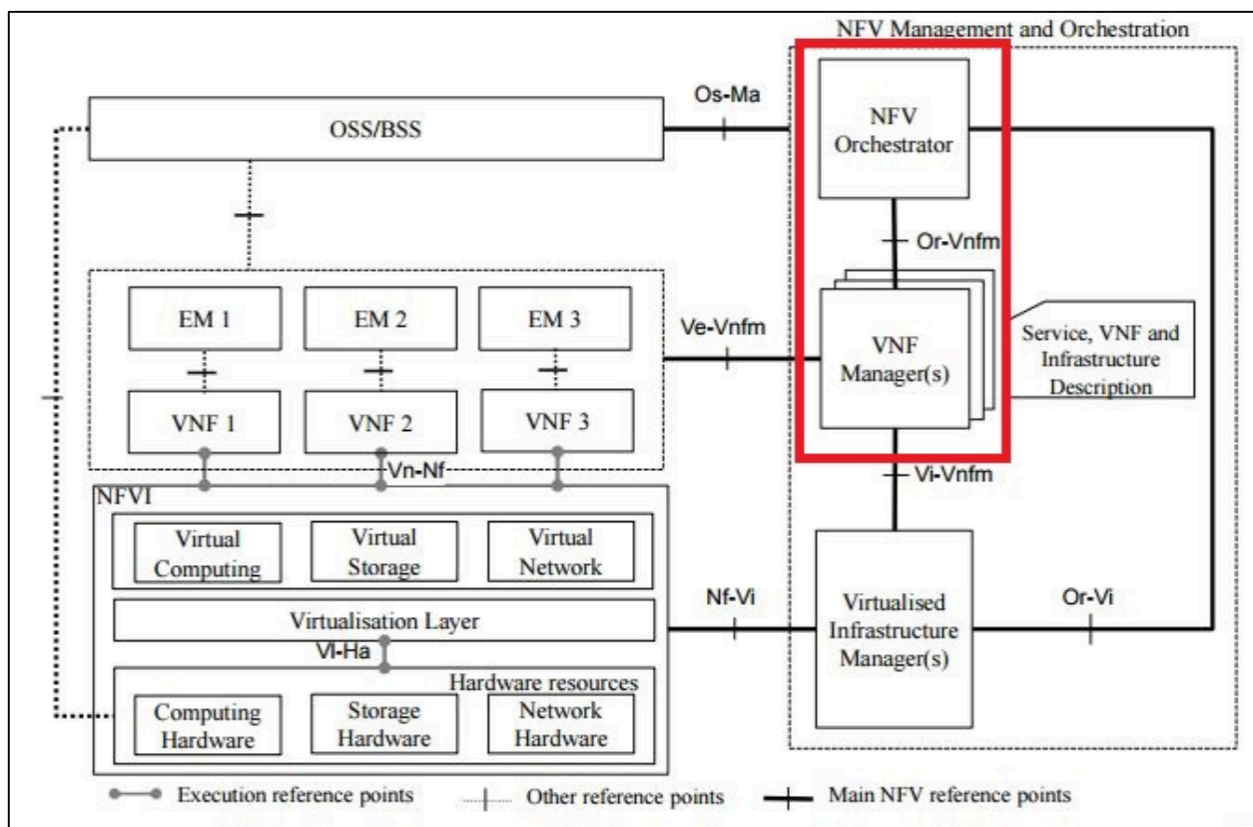 NFV Management and Orchestration
Os-Ma
OSS/BSS
NFV
Orchestrator
Or-Vnfm
EM 1
EM 2
EM 3
Ve-Vnfm
VNF
Manager(s)
Service, VNF and
Infrastructure
Description
VNF 1
VNF 2
VNF 3
Vn-Nf
Vi-Vnfm
NFVI
Virtual
Computing
Virtual
Storage
Virtual
Network
Nf-Vi
Virtualised
Infrastructure
Manager(s)
Or-Vi
Virtualisation Layer
Vl-Ha
Hardware resources
Computing
Hardware
Storage
Hardware
Network
Hardware
Execution reference points
Other reference points
Main NFV reference points